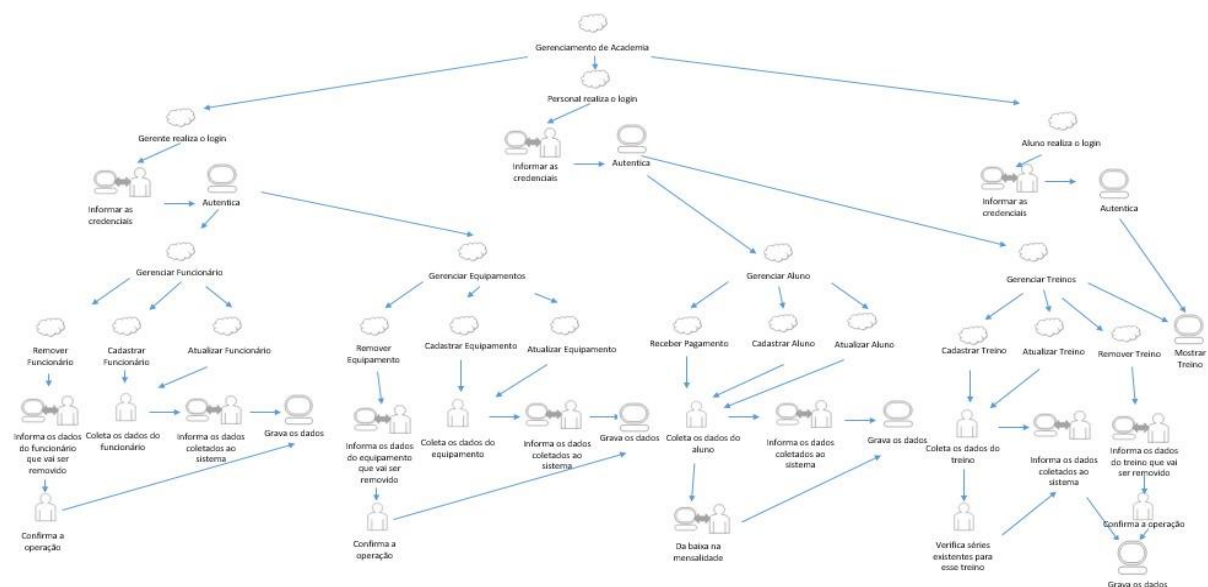 Gerenciamento de Academia
Personal realiza o login
Gerente realiza o login
Aluno realiza o login
Informar as
credenciais
Autentica
Informar as
credenciais
Autentica
Informar as
credenciais
Autentica
Gerenciar Funcionário
Gerenciar Equipamentos
Gerenciar Aluno
Gerenciar Treinos
Remover
Funcionário
Cadastrar
Funcionário
Atualizar Funcionário
Remover
Equipamento
Cadastrar Equipamento
Atualizar Equipamento
Receber Pagamento
Cadastrar Aluno
Atualizar Aluno
Cadastrar Treino
Atualizar Treino
Remover Treino
Mostrar
Treino
Informa os dados
do funcionário
que vai ser
removido
Coleta os dados do
funcionário
Informa os dados
coletados ao
sistema
Grava os dados
Informa os dados
do equipamento
que vai ser
removido
Coleta os dados do
equipamento
Informa os dados
coletados ao
sistema
Grava os dados
Coleta os dados do
aluno
Informa os dados
coletados ao
sistema
Grava os dados
Coleta os dados do
treino
Informa os dados
coletados ao
sistema
Informa os dados
do treino que vai
ser removido
Confirma a
operação
Confirma a
operação
Da baixa na
mensalidade
Verifica séries
existentes para
esse treino
Confirma a operação
Grava os dados